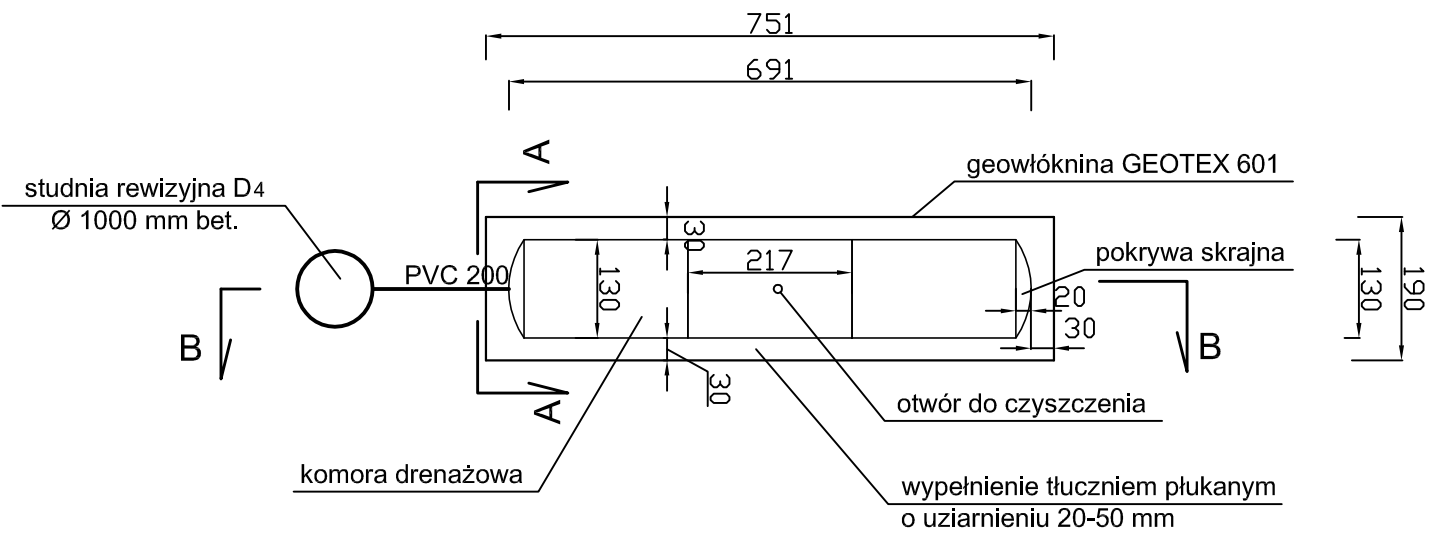 751
691
A
geowłóknina GEOTEX 601
studnia rewizyjna D4
Ø 1000 mm bet.
30
pokrywa skrajna
217
PVC 200
130
20
130
190
30
B
B
30
A
otwór do czyszczenia
komora drenażowa
wypełnienie tłuczniem płukanym
o uziarnieniu 20-50 mm